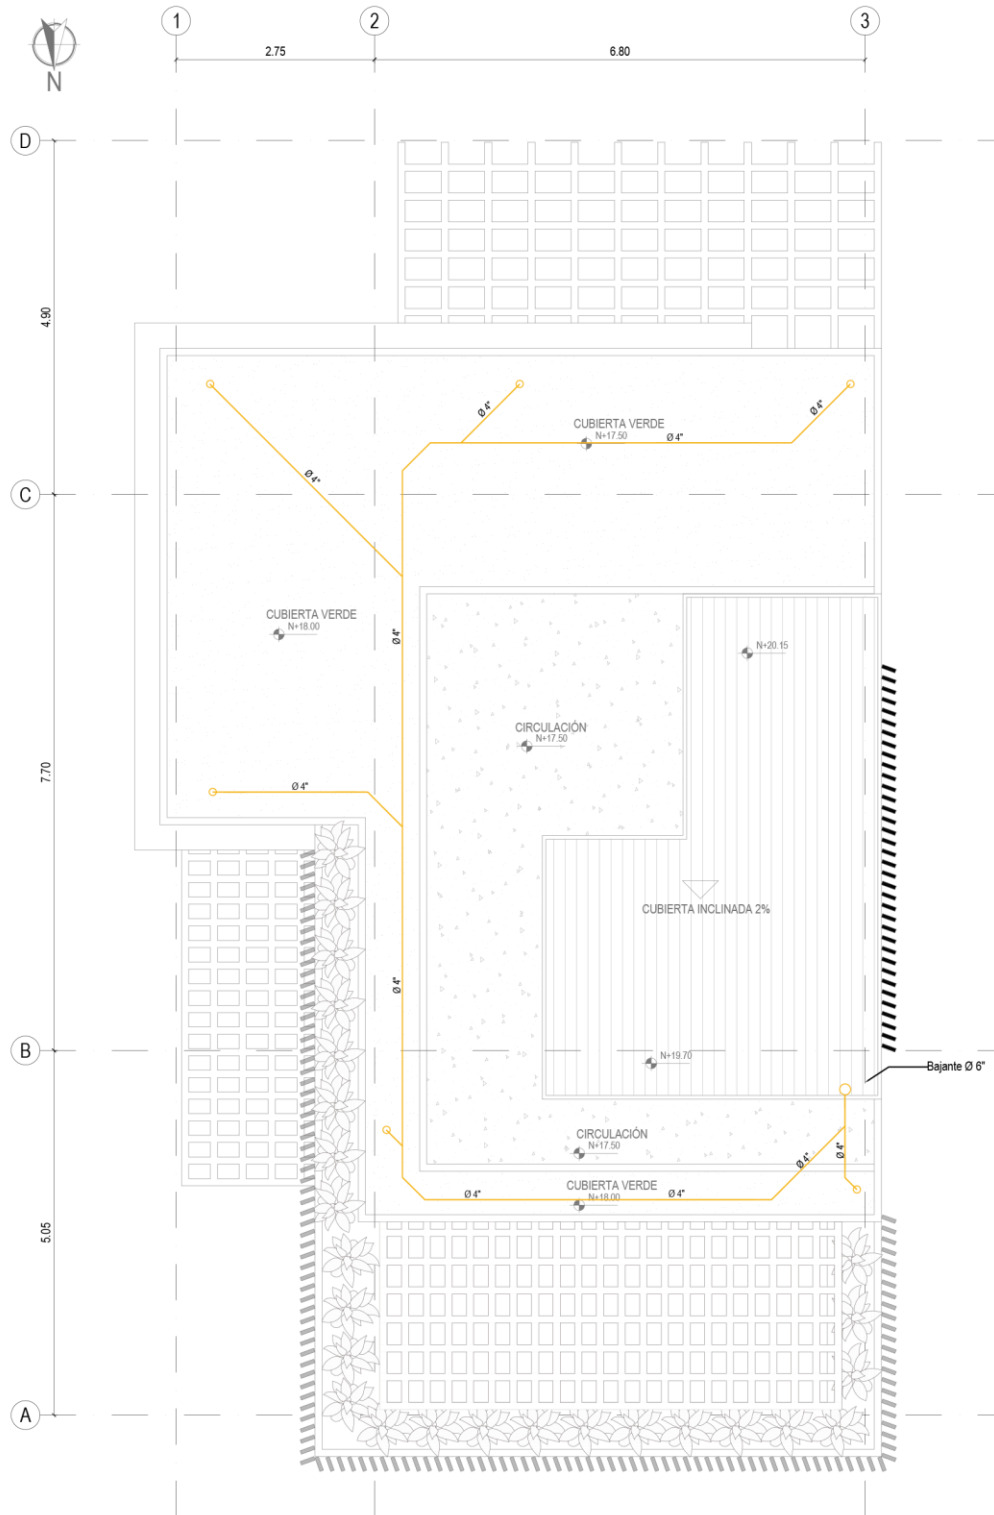 1
2
3
2.75
6.80
N
D
4.90
Ø 4"
Ø 4"
CUBIERTA VERDE
N+17.50
Ø 4"
Ø 4"
C
CUBIERTA VERDE
N+18.00
Ø 4"
N+20.15
CIRCULACIÓN
N+17.50
7.70
Ø 4"
CUBIERTA INCLINADA 2%
Ø 4"
B
N+19.70
Bajante Ø 6"
CIRCULACIÓN
N+17.50
Ø 4"
Ø 4"
CUBIERTA VERDE
N+18.00
Ø 4"
Ø 4"
5.05
A